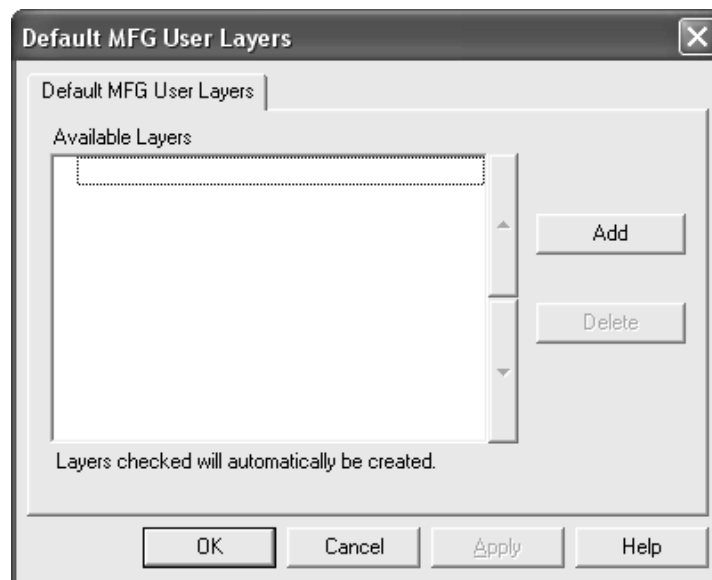 Default MFG User Layers
Default MFG User Layers
Available Layers
Add
Delete
Layers checked will automatically be created.
OK Cancel Apply Help